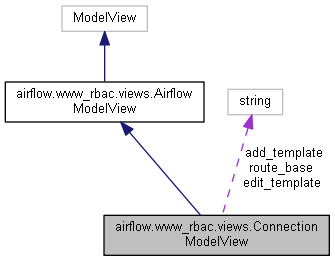 ModelView
airflow.www_rbac.views.Airflow
ModelView
string
add_template
route_base
edit_template
airflow.www_rbac.views.Connection
ModelView